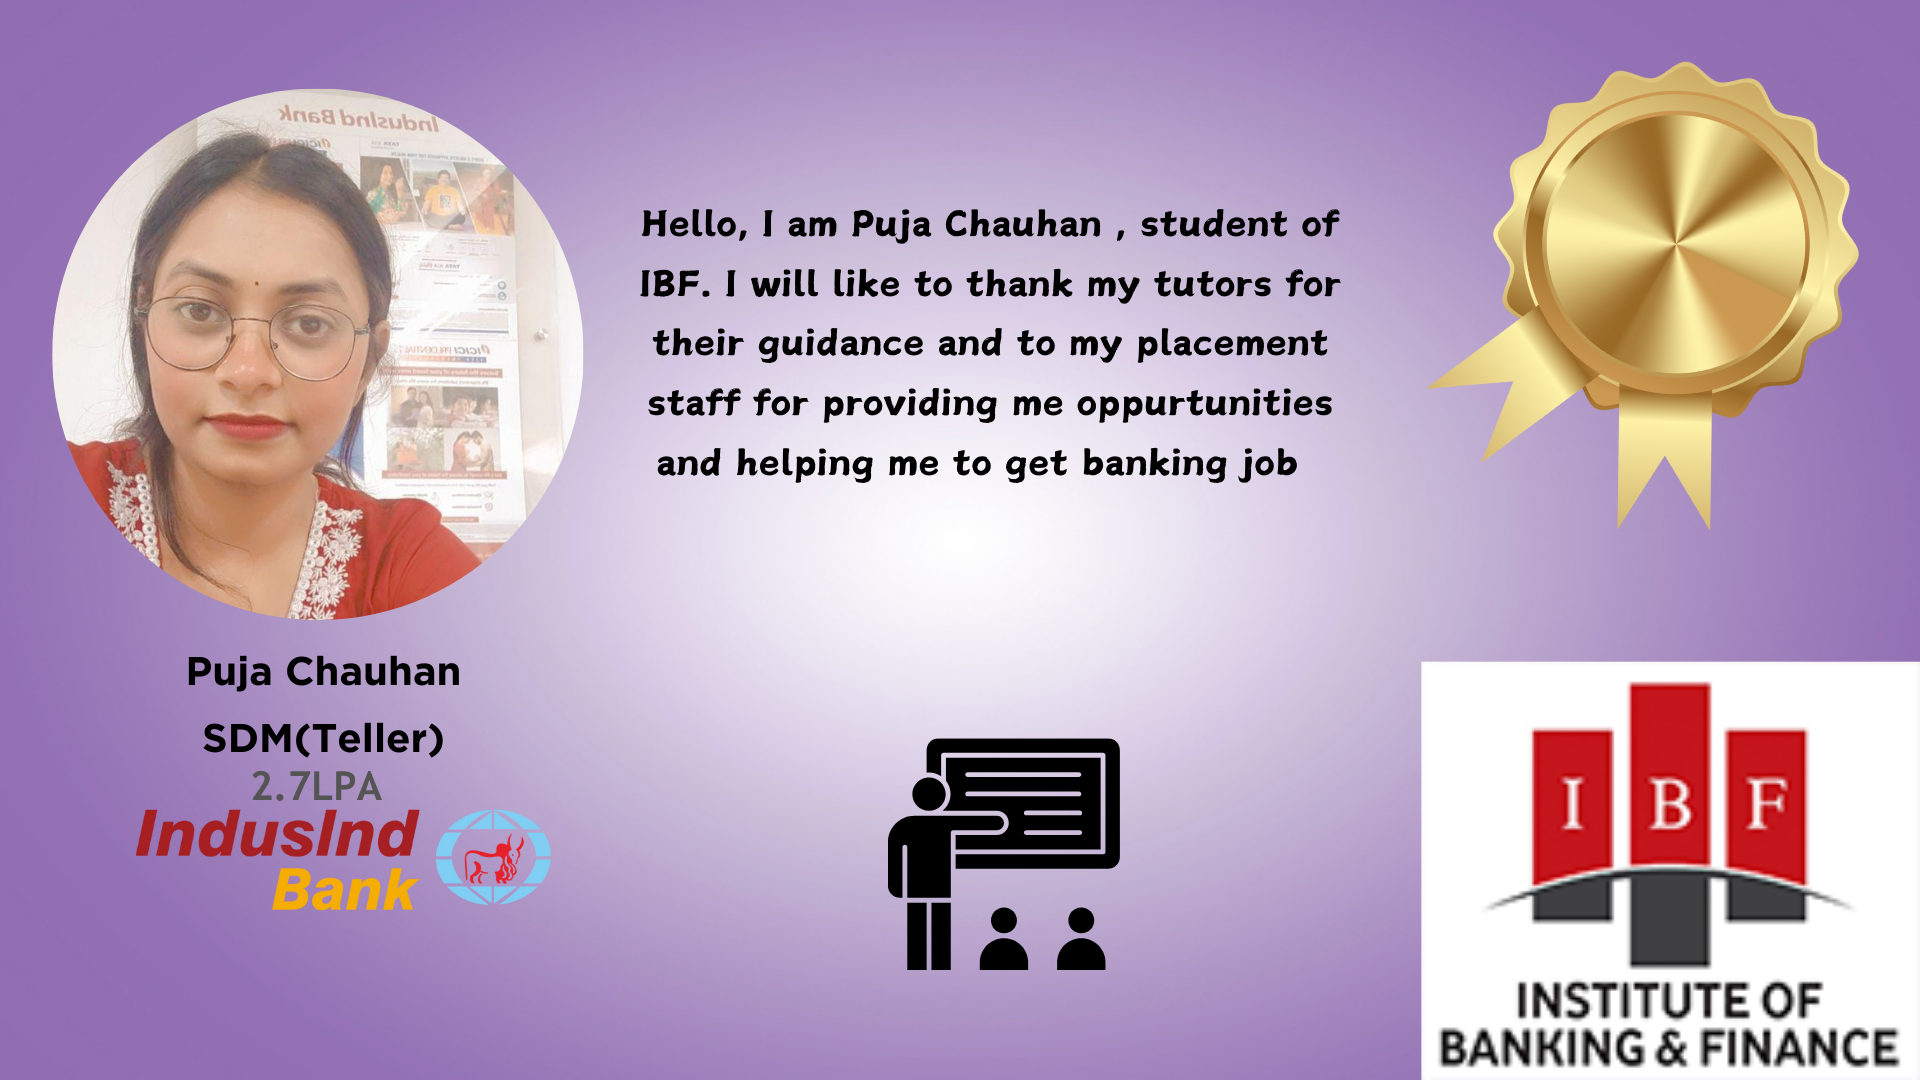 IndusInd Bank
Hello, I am Puja Chauhan , student of
IBF. I will like to thank my tutors for
their guidance and to my placement
staff for providing me oppurtunities
and helping me to get banking job
Puja Chauhan
SDM(Teller)
2.7LPA
IndusInd
Bank
I B F
INSTITUTE OF
BANKING & FINANCE